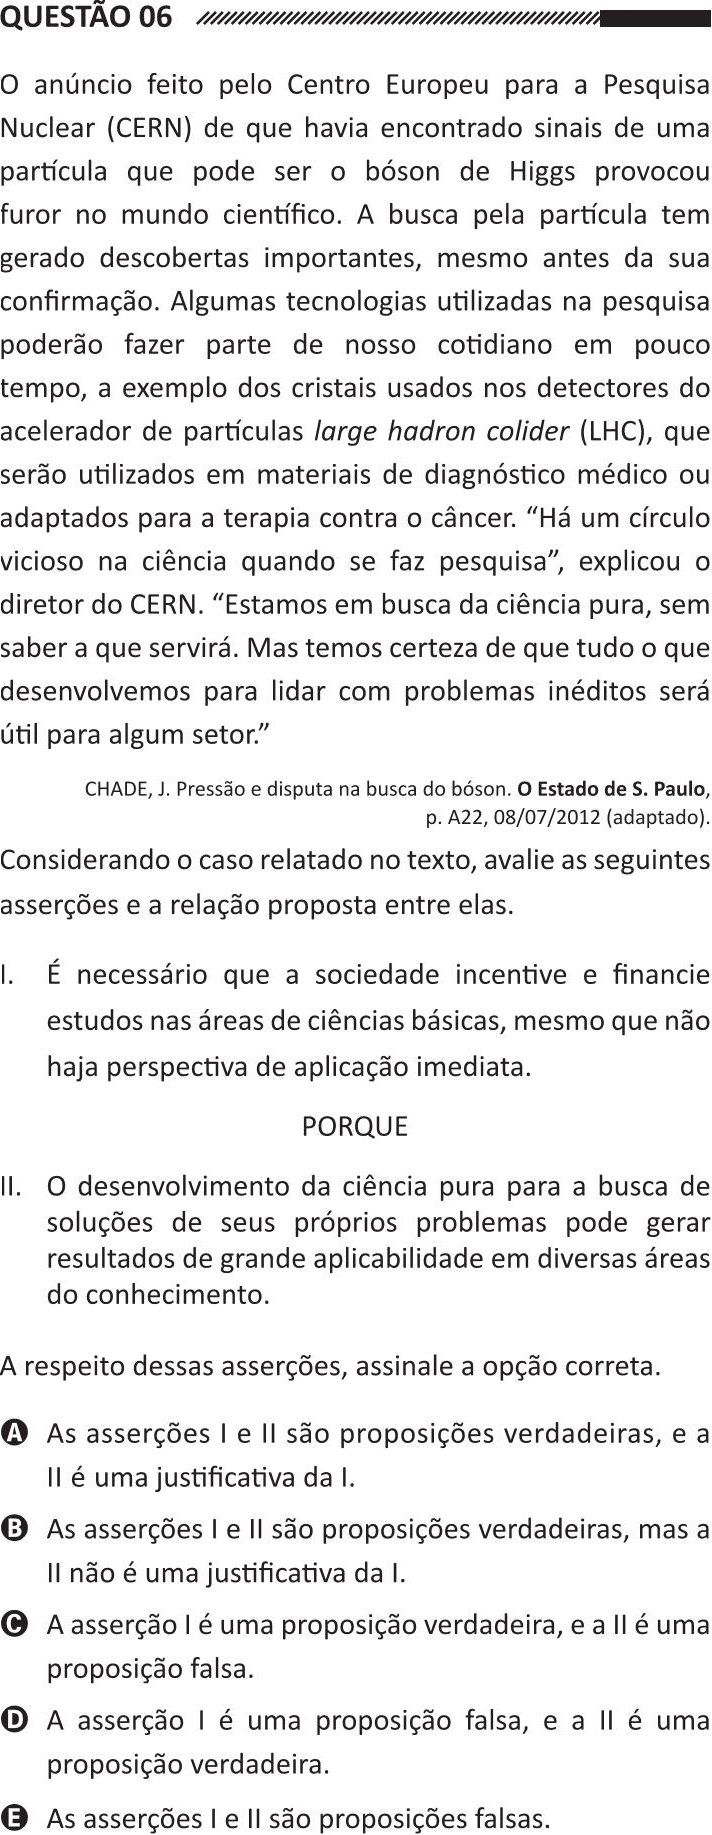 QUESTÃO 06
O anúncio feito pelo Centro Europeu para a Pesquisa
Nuclear (CERN) de que havia encontrado sinais de uma
partícula que pode ser o bóson de Higgs provocou
furor no mundo científico. A busca pela partícula tem
gerado descobertas importantes, mesmo antes da sua
confirmação. Algumas tecnologias utilizadas na pesquisa
poderão fazer parte de nosso cotidiano em pouco
tempo, a exemplo dos cristais usados nos detectores do
acelerador de partículas large hadron colider (LHC), que
serão utilizados em materiais de diagnóstico médico ou
adaptados para a terapia contra o câncer. “Há um círculo
vicioso na ciência quando se faz pesquisa”, explicou o
diretor do CERN. “Estamos em busca da ciência pura, sem
saber a que servirá. Mas temos certeza de que tudo o que
desenvolvemos para lidar com problemas inéditos será
útil para algum setor.”
CHADE, J. Pressão e disputa na busca do bóson. O Estado de S. Paulo,
p. A22, 08/07/2012 (adaptado).
Considerando o caso relatado no texto, avalie as seguintes
asserções e a relação proposta entre elas.
I. É necessário que a sociedade incentive e financie
estudos nas áreas de ciências básicas, mesmo que não
haja perspectiva de aplicação imediata.
PORQUE
II. O desenvolvimento da ciência pura para a busca de
soluções de seus próprios problemas pode gerar
resultados de grande aplicabilidade em diversas áreas
do conhecimento.
A respeito dessas asserções, assinale a opção correta.
A As asserções I e II são proposições verdadeiras, e a
II é uma justificativa da I.
B As asserções I e II são proposições verdadeiras, mas a
II não é uma justificativa da I.
C A asserção I é uma proposição verdadeira, e a II é uma
proposição falsa.
D A asserção I é uma proposição falsa, e a II é uma
proposição verdadeira.
E As asserções I e II são proposições falsas.